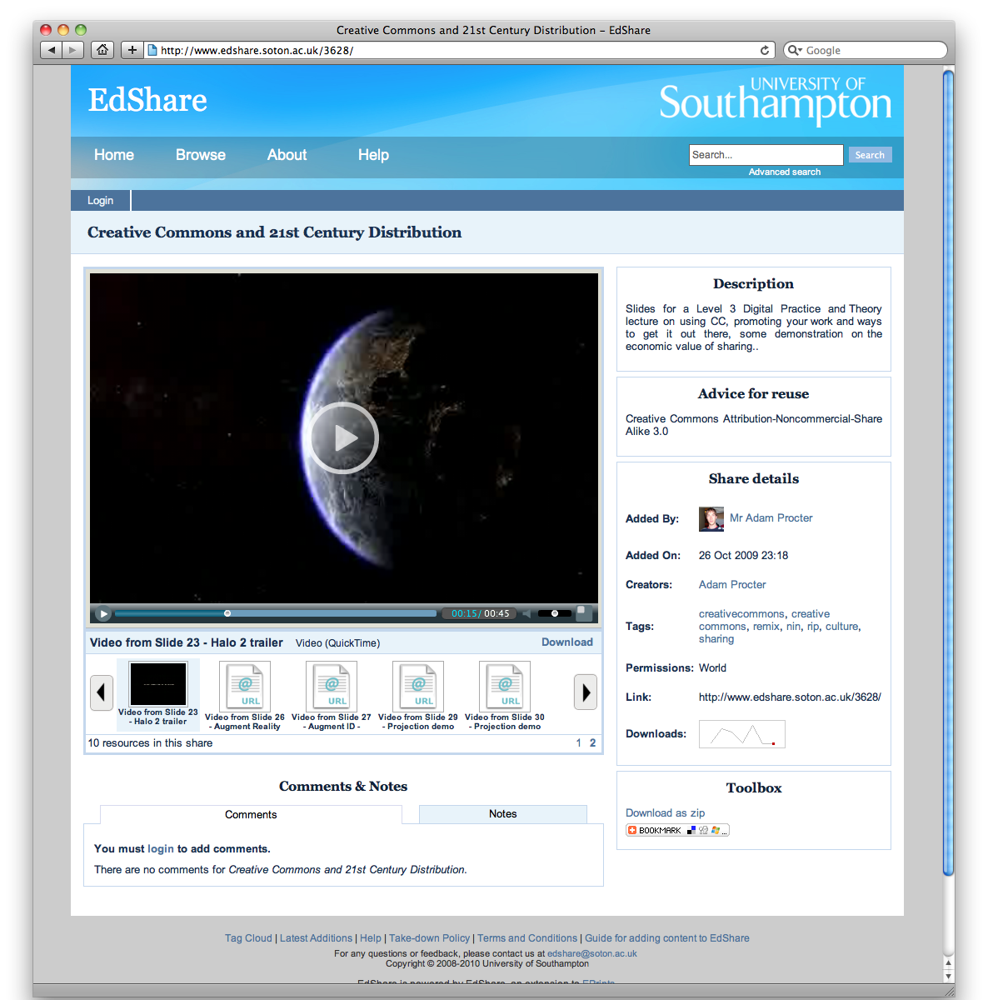 Creative Commons and 21st Century Distribution – EdShare
http://www.edshare.soton.ac.uk/3628/
Google
EdShare
UNIVERSITY OF
Southampton
Home Browse About Help
Search... Search
Advanced search
Login
Creative Commons and 21st Century Distribution
00:15/ 00:45
Video from Slide 23 - Halo 2 trailer Video (QuickTime) Download
Video from Slide 23
- Halo 2 trailer
URL
Video from Slide 26
- Augment Reality
URL
Video from Slide 27
- Augment ID -
URL
Video from Slide 29
- Projection demo
URL
Video from Slide 30
- Projection demo
10 resources in this share 1 2
Comments & Notes
Comments Notes
You must login to add comments.
There are no comments for Creative Commons and 21st Century Distribution.
Description
Slides for a Level 3 Digital Practice and Theory
lecture on using CC, promoting your work and ways
to get it out there, some demonstration on the
economic value of sharing..
Advice for reuse
Creative Commons Attribution-Noncommercial-Share
Alike 3.0
Share details
Added By: Mr Adam Procter
Added On: 26 Oct 2009 23:18
Creators: Adam Procter
Tags: creativecommons, creative
commons, remix, nin, rip, culture,
sharing
Permissions: World
Link: http://www.edshare.soton.ac.uk/3628/
Downloads:
Toolbox
Download as zip
BOOKMARK ...
Tag Cloud | Latest Additions | Help | Take-down Policy | Terms and Conditions | Guide for adding content to EdShare
For any questions or feedback, please contact us at edshare@soton.ac.uk
Copyright © 2008-2010 University of Southampton
EdShare is powered by EdShare, an extension to EPrints